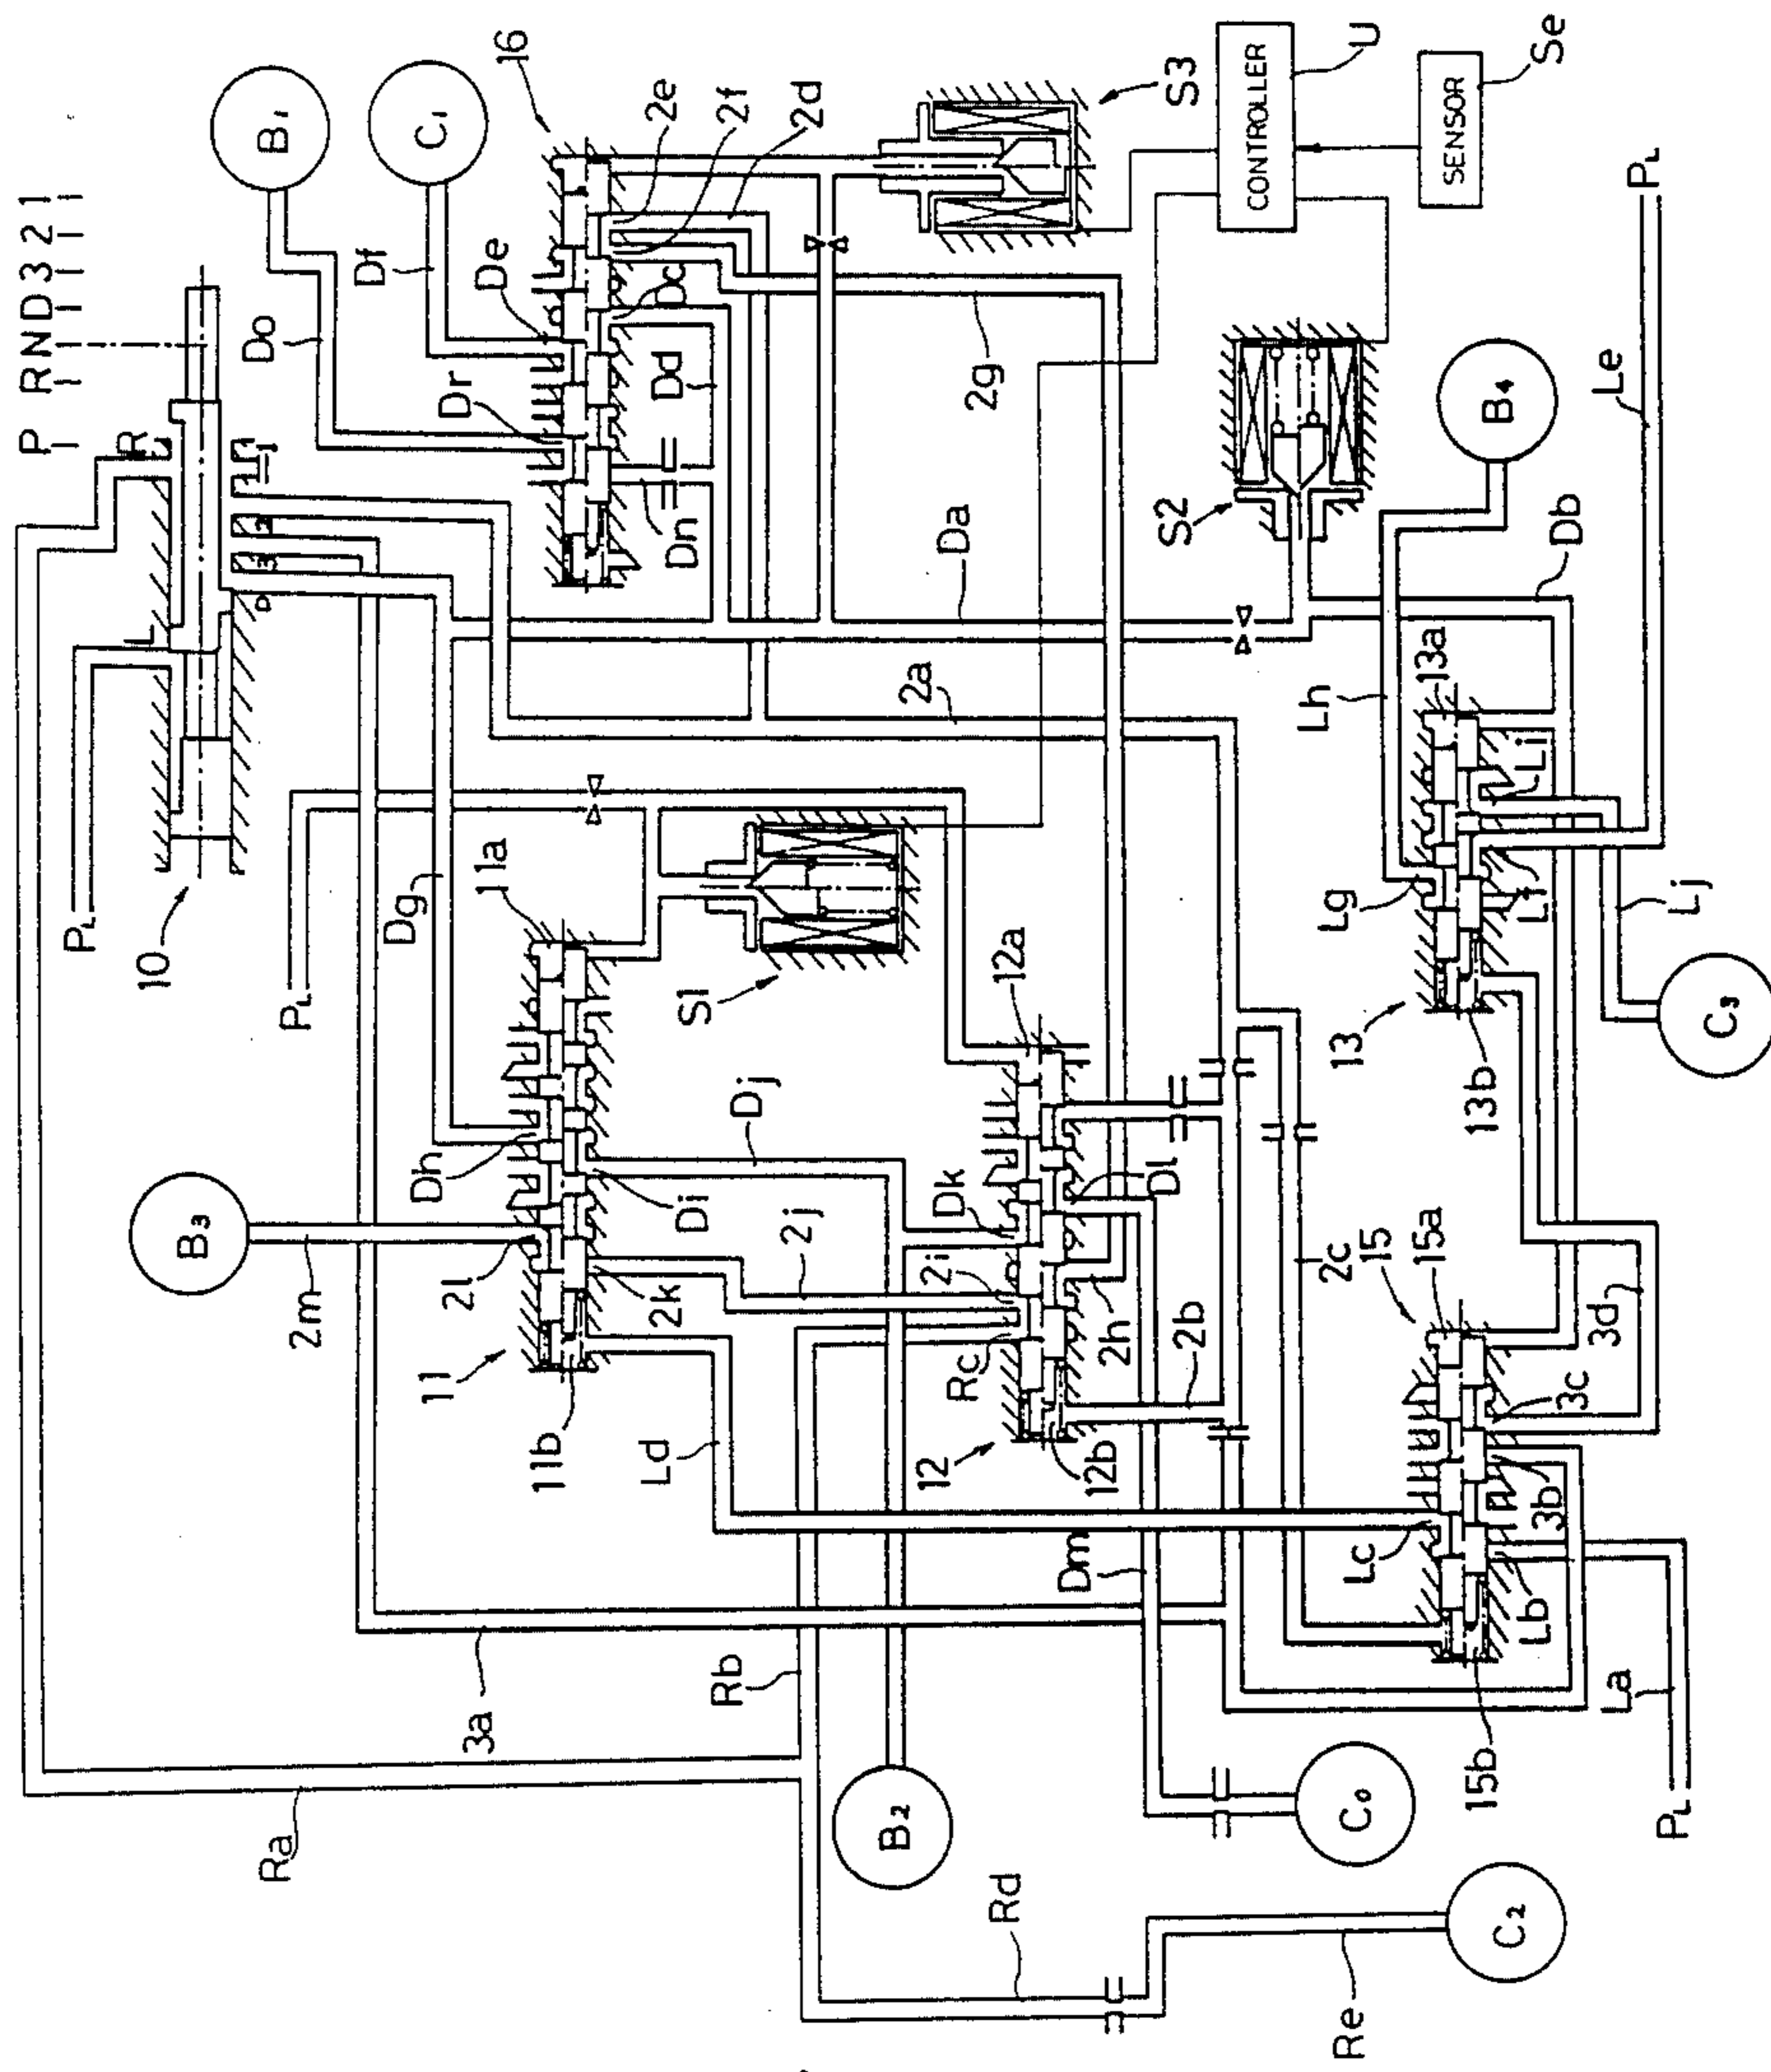 P R N D 3 2 1
B₁
C₁
16
Do
Df
De
Dr
Dc
2e
2f
2d
Dd
Dn
2g
S3
CONTROLLER
U
SENSOR
Se
R
L
D
3
2
1
PL
10
PL
Da
S2
B4
PL
Le
Db
2a
Lh
13a
Dg
11a
S1
12a
Lg
Li
Lf
Lj
C3
13
13b
B3
2m
2l
Dh
Di
Dj
2k
2j
2i
Dk
Dl
2h
2b
2c
15
15a
3d
3c
3b
11
11b
Ld
Rc
12
12b
Dm
Lc
Lb
La
15b
PL
Rb
3a
Ra
B2
C0
Rd
Re
C2